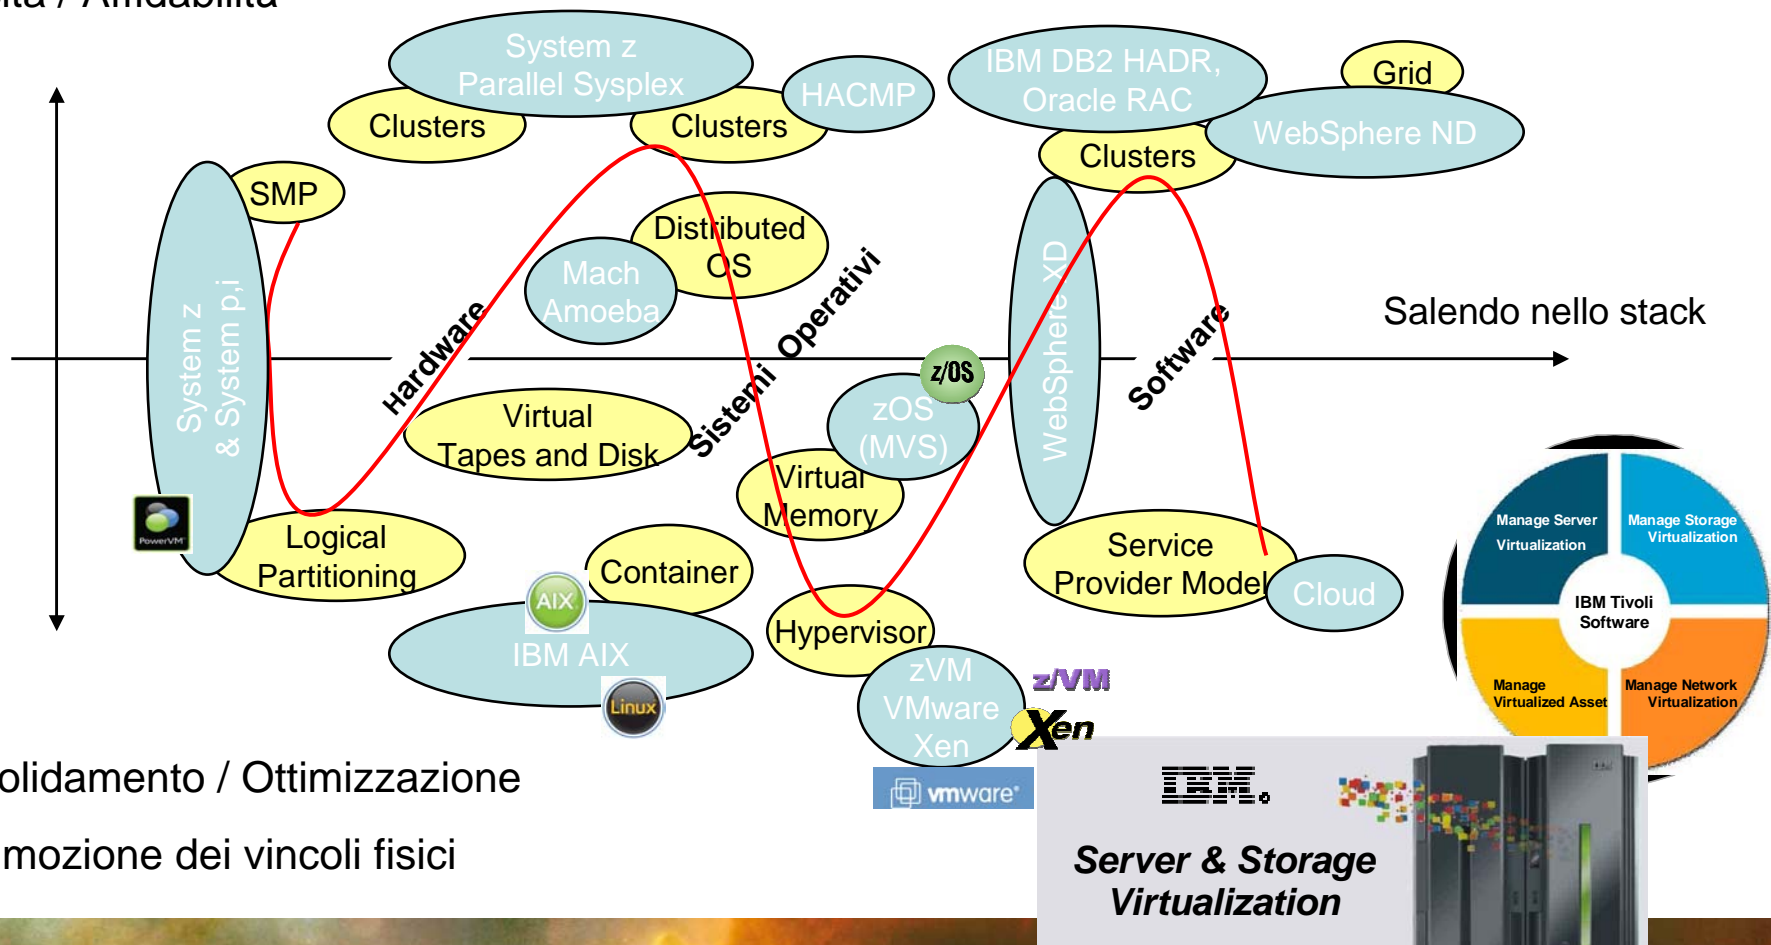 / Affidabilità
System z
Parallel Sysplex
HACMP
IBM DB2 HADR,
Oracle RAC
Grid
WebSphere ND
Clusters
Clusters
Clusters
SMP
Distributed
OS
Mach
Amoeba
System z
& System p,i
Hardware
Sistemi Operativi
WebSphere XD
Software
Salendo nello stack
z/OS
zOS
(MVS)
Virtual
Tapes and Disk
Virtual
Memory
PowerVM
Logical
Partitioning
Container
AIX
IBM AIX
Linux
Hypervisor
zVM
VMware
Xen
z/VM
Xen
vmware
Service
Provider Model
Cloud
Manage Server
Virtualization
Manage Storage
Virtualization
IBM Tivoli
Software
Manage
Virtualized Asset
Manage Network
Virtualization
olidamento / Ottimizzazione
mozione dei vincoli fisici
IBM
Server & Storage
Virtualization